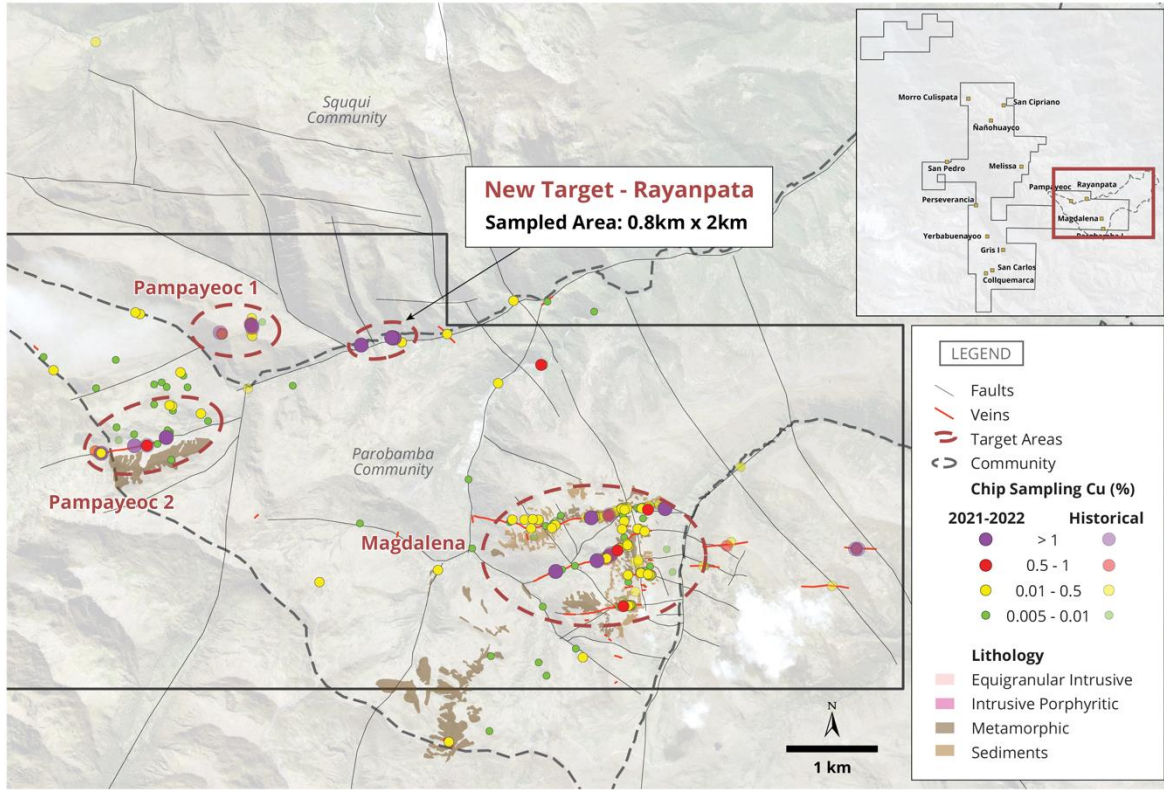 Sququi
Community
New Target - Rayanpata
Sampled Area: 0.8km x 2km
Pampayeoc 1
Pampayeoc 2
Parobamba
Community
Magdalena
N
1 km
Morro Culispata
San Cipriano
Ñañohuayco
San Pedro
Melissa
Pampayeoc
Rayanpata
Perseverancia
Magdalena
Yerbabuenayoo
Gris I
San Carlos
Collquemarca
LEGEND
Faults
Veins
Target Areas
Community
Chip Sampling Cu (%)
2021-2022 Historical
> 1
0.5 - 1
0.01 - 0.5
0.005 - 0.01
Lithology
Equigranular Intrusive
Intrusive Porphyritic
Metamorphic
Sediments